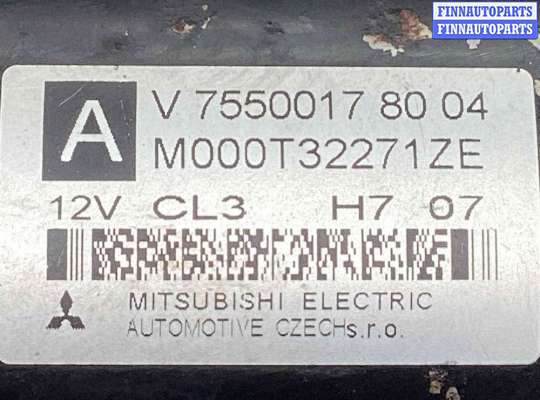 FINNAUTOPARTS
FINNAUTOPARTS
A
V 7550017 80 04
M000T32271ZE
12V CL3 H7 07
MITSUBISHI ELECTRIC
AUTOMOTIVE CZECHs.r.o.